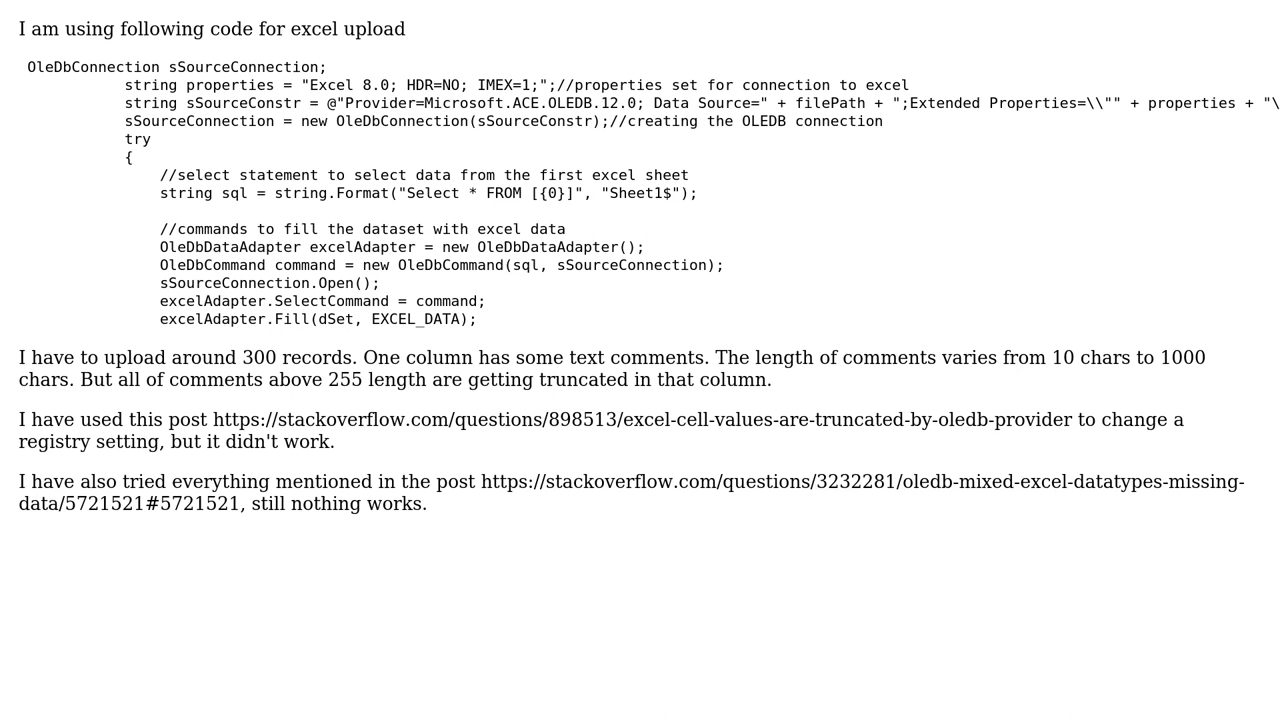 I am using following code for excel upload
OleDbConnection sSourceConnection;
string properties = "Excel 8.0; HDR=NO; IMEX=1;";//properties set for connection to excel
string sSourceConstr = @"Provider=Microsoft.ACE.OLEDB.12.0; Data Source=" + filePath + ";Extended Properties=\\"" + properties + "\
sSourceConnection = new OleDbConnection(sSourceConstr);//creating the OLEDB connection
try
{
//select statement to select data from the first excel sheet
string sql = string.Format("Select * FROM [{0}]", "Sheet1$");
//commands to fill the dataset with excel data
OleDbDataAdapter excelAdapter = new OleDbDataAdapter();
OleDbCommand command = new OleDbCommand(sql, sSourceConnection);
sSourceConnection.Open();
excelAdapter.SelectCommand = command;
excelAdapter.Fill(dSet, EXCEL_DATA);
I have to upload around 300 records. One column has some text comments. The length of comments varies from 10 chars to 1000
chars. But all of comments above 255 length are getting truncated in that column.
I have used this post https://stackoverflow.com/questions/898513/excel-cell-values-are-truncated-by-oledb-provider to change a
registry setting, but it didn't work.
I have also tried everything mentioned in the post https://stackoverflow.com/questions/3232281/oledb-mixed-excel-datatypes-missing-
data/5721521#5721521, still nothing works.